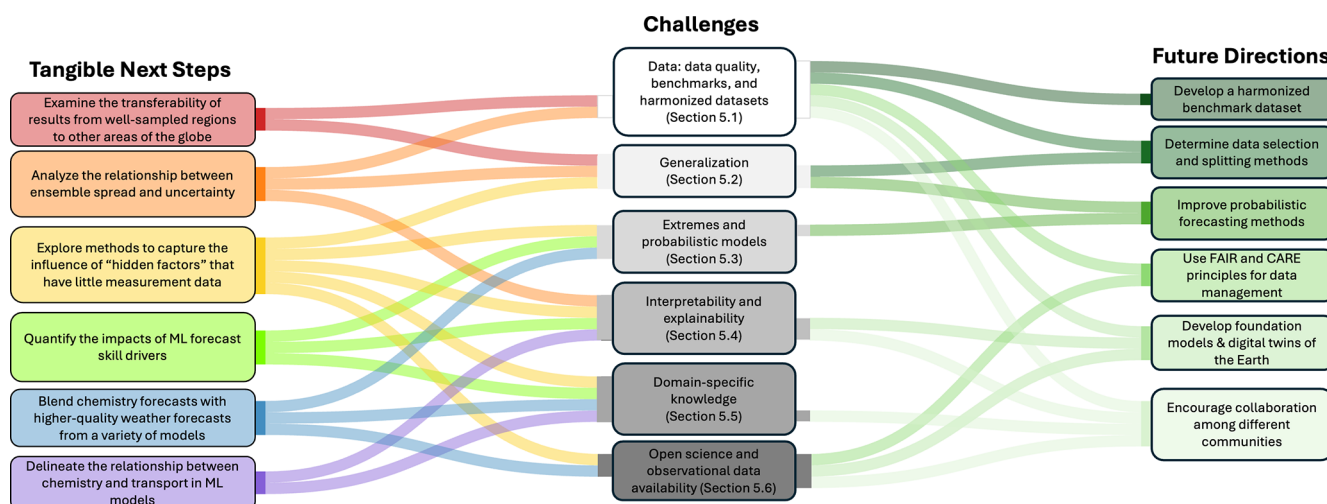 Challenges
Tangible Next Steps
Future Directions
Examine the transferability of
results from well-sampled regions
to other areas of the globe
Analyze the relationship between
ensemble spread and uncertainty
Explore methods to capture the
influence of “hidden factors” that
have little measurement data
Quantify the impacts of ML forecast
skill drivers
Blend chemistry forecasts with
higher-quality weather forecasts
from a variety of models
Delineate the relationship between
chemistry and transport in ML
models
Data: data quality,
benchmarks, and
harmonized datasets
(Section 5.1)
Generalization
(Section 5.2)
Extremes and
probabilistic models
(Section 5.3)
Interpretability and
explainability
(Section 5.4)
Domain-specific
knowledge
(Section 5.5)
Open science and
observational data
availability (Section 5.6)
Develop a harmonized
benchmark dataset
Determine data selection
and splitting methods
Improve probabilistic
forecasting methods
Use FAIR and CARE
principles for data
management
Develop foundation
models & digital twins of
the Earth
Encourage collaboration
among different
communities